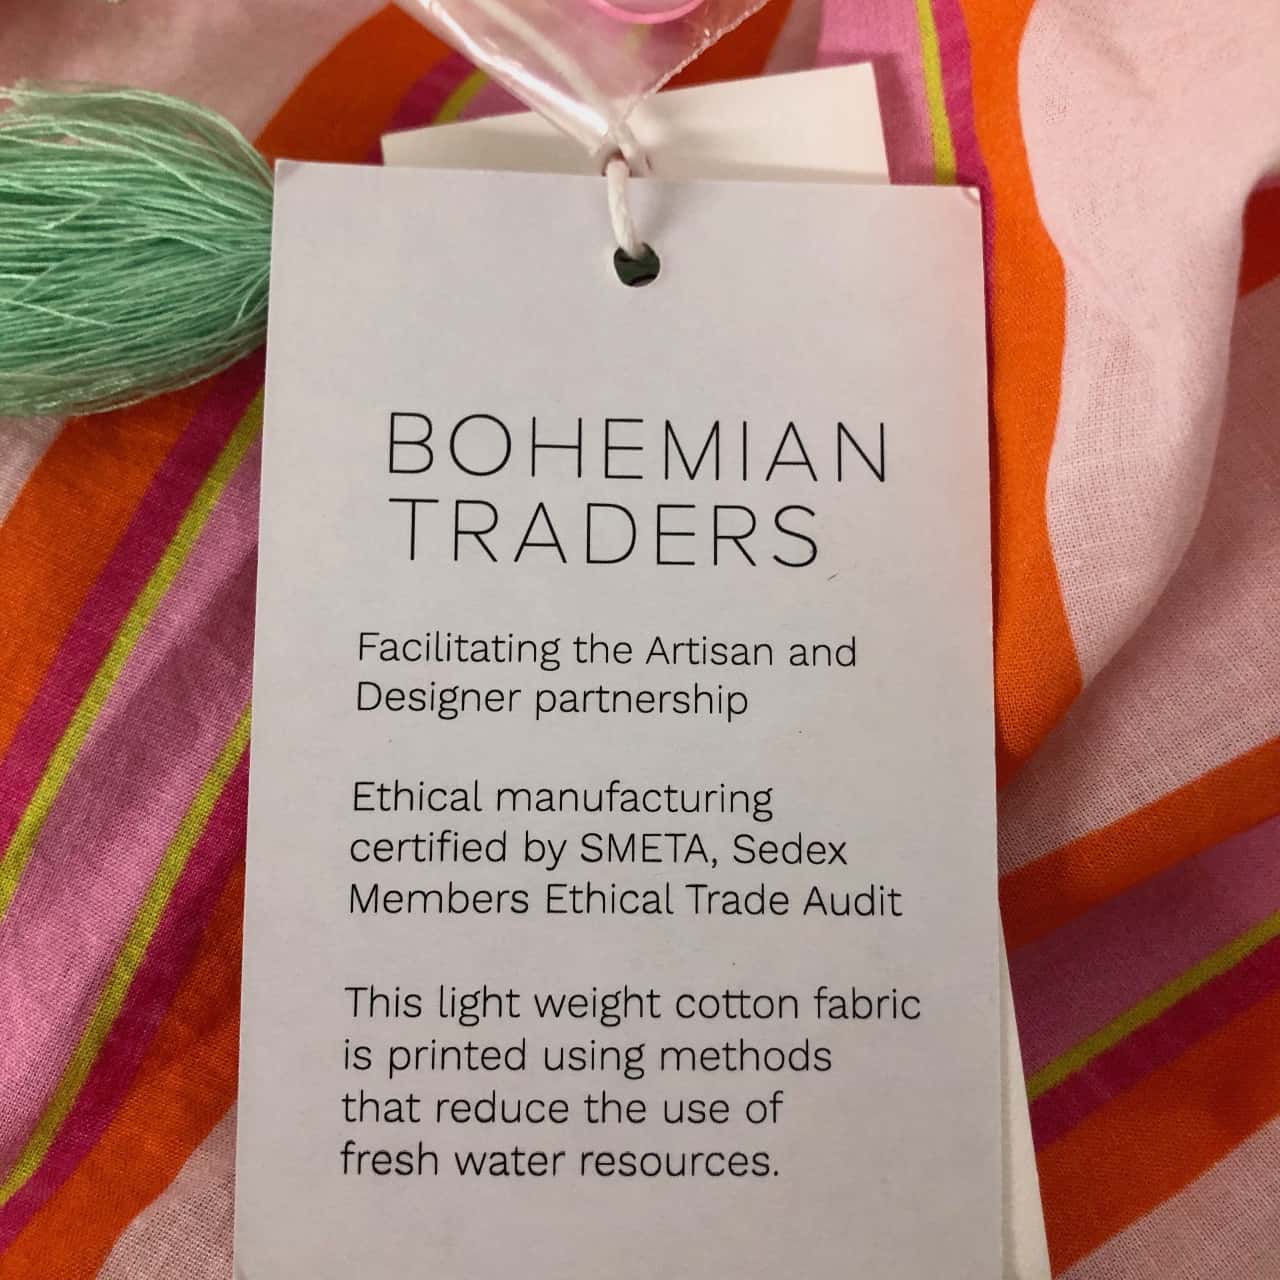 BOHEMIAN
TRADERS
Facilitating the Artisan and
Designer partnership
Ethical manufacturing
certified by SMETA, Sedex
Members Ethical Trade Audit
This light weight cotton fabric
is printed using methods
that reduce the use of
fresh water resources.